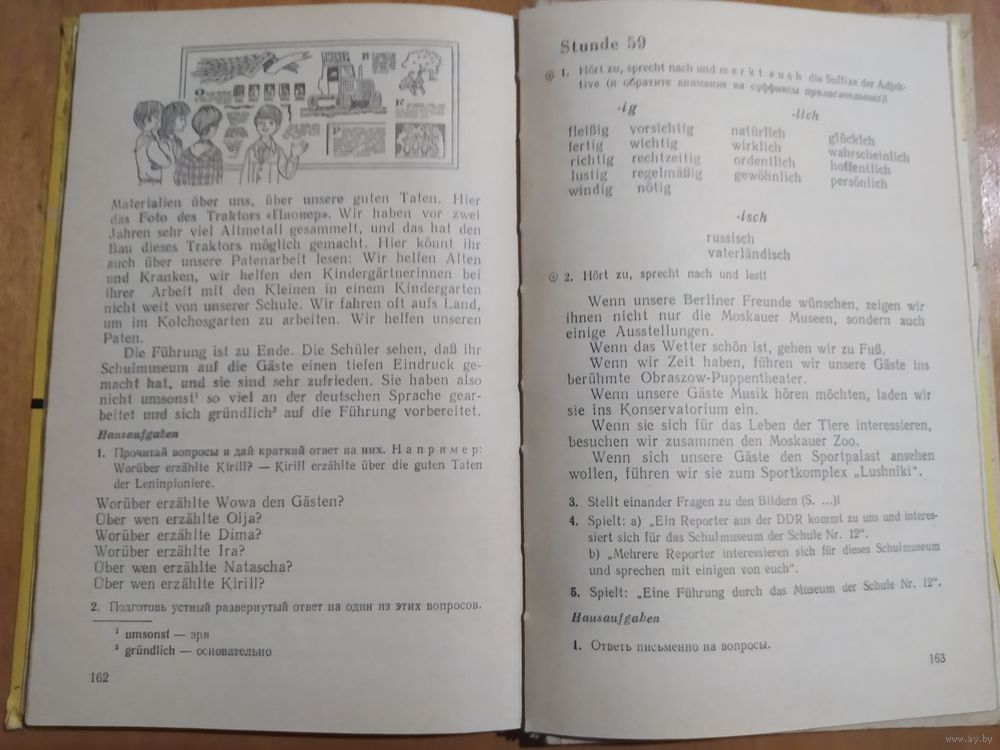 ПИОНЕР
Materialien über uns, über unsere guten Taten. Hier
das Foto des Traktors «Пионер». Wir haben vor zwei
Jahren sehr viel Altmetall gesammelt, und das hat den
Bau dieses Traktors möglich gemacht. Hier könnt ihr
auch über unsere Patenarbeit lesen: Wir helfen Alten
und Kranken, wir helfen den Kindergärtnerinnen bei
ihrer Arbeit mit den Kleinen in einem Kindergarten
nicht weit von unserer Schule. Wir fahren oft aufs Land,
um im Kolchosgarten zu arbeiten. Wir helfen unseren
Paten.
Die Führung ist zu Ende. Die Schüler sehen, daß ihr
Schulmuseum auf die Gäste einen tiefen Eindruck ge-
macht hat, und sie sind sehr zufrieden. Sie haben also
nicht umsonst¹ so viel an der deutschen Sprache gear-
beitet und sich gründlich² auf die Führung vorbereitet.
Hausaufgaben
1. Прочитай вопросы и дай краткий ответ на них. Например:
Worüber erzählte Kirill? — Kirill erzählte über die guten Taten
der Leninpioniere.
Worüber erzählte Wowa den Gästen?
Über wen erzählte Olja?
Worüber erzählte Dima?
Worüber erzählte Ira?
Über wen erzählte Natascha?
Über wen erzählte Kirill?
2. Подготовь устный развернутый ответ на один из этих вопросов.
¹ umsonst — зря
² gründlich — основательно
162
Stunde 59
1. Hört zu, sprecht nach und merkt euch die Suffixe der Adjek-
tive (и обратите внимание на суффиксы прилагательных)!
-ig -lich
fleißig vorsichtig natürlich glücklich
fertig wichtig wirklich wahrscheinlich
richtig rechtzeitig ordentlich hoffentlich
lustig regelmäßig gewöhnlich persönlich
windig nötig
-isch
russisch
vaterländisch
2. Hört zu, sprecht nach und lest!
Wenn unsere Berliner Freunde wünschen, zeigen wir
ihnen nicht nur die Moskauer Museen, sondern auch
einige Ausstellungen.
Wenn das Wetter schön ist, gehen wir zu Fuß.
Wenn wir Zeit haben, führen wir unsere Gäste ins
berühmte Obraszow-Puppentheater.
Wenn unsere Gäste Musik hören möchten, laden wir
sie ins Konservatorium ein.
Wenn sie sich für das Leben der Tiere interessieren,
besuchen wir zusammen den Moskauer Zoo.
Wenn sich unsere Gäste den Sportpalast ansehen
wollen, führen wir sie zum Sportkomplex „Lushniki“.
3. Stellt einander Fragen zu den Bildern (S. ...)!
4. Spielt: a) „Ein Reporter aus der DDR kommt zu uns und interes-
siert sich für das Schulmuseum der Schule Nr. 12“.
b) „Mehrere Reporter interessieren sich für dieses Schulmuseum
und sprechen mit einigen von euch“.
5. Spielt: „Eine Führung durch das Museum der Schule Nr. 12“.
Hausaufgaben
1. Ответь письменно на вопросы.
163
www.ay.by